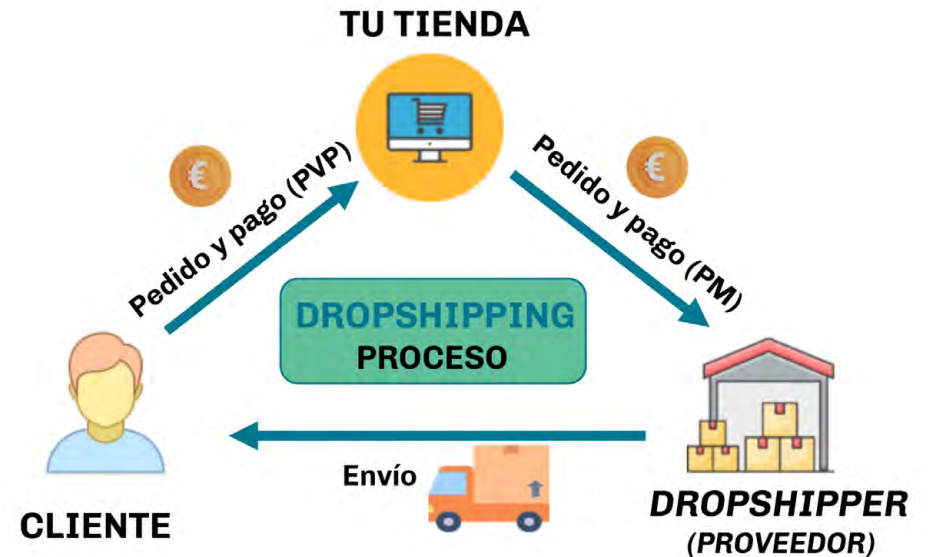 TU TIENDA
€
€
Pedido y pago (PVP)
Pedido y pago (PM)
DROPSHIPPING
PROCESO
Envío
CLIENTE
DROPSHIPPER
(PROVEEDOR)